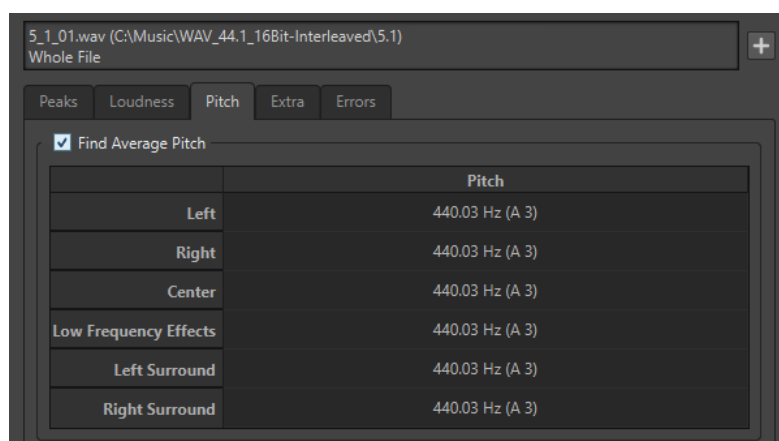 5_1_01.wav (C:\Music\WAV_44.1_16Bit-Interleaved\5.1)
Whole File
Peaks Loudness Pitch Extra Errors
Find Average Pitch
Pitch
Left 440.03 Hz (A 3)
Right 440.03 Hz (A 3)
Center 440.03 Hz (A 3)
Low Frequency Effects 440.03 Hz (A 3)
Left Surround 440.03 Hz (A 3)
Right Surround 440.03 Hz (A 3)